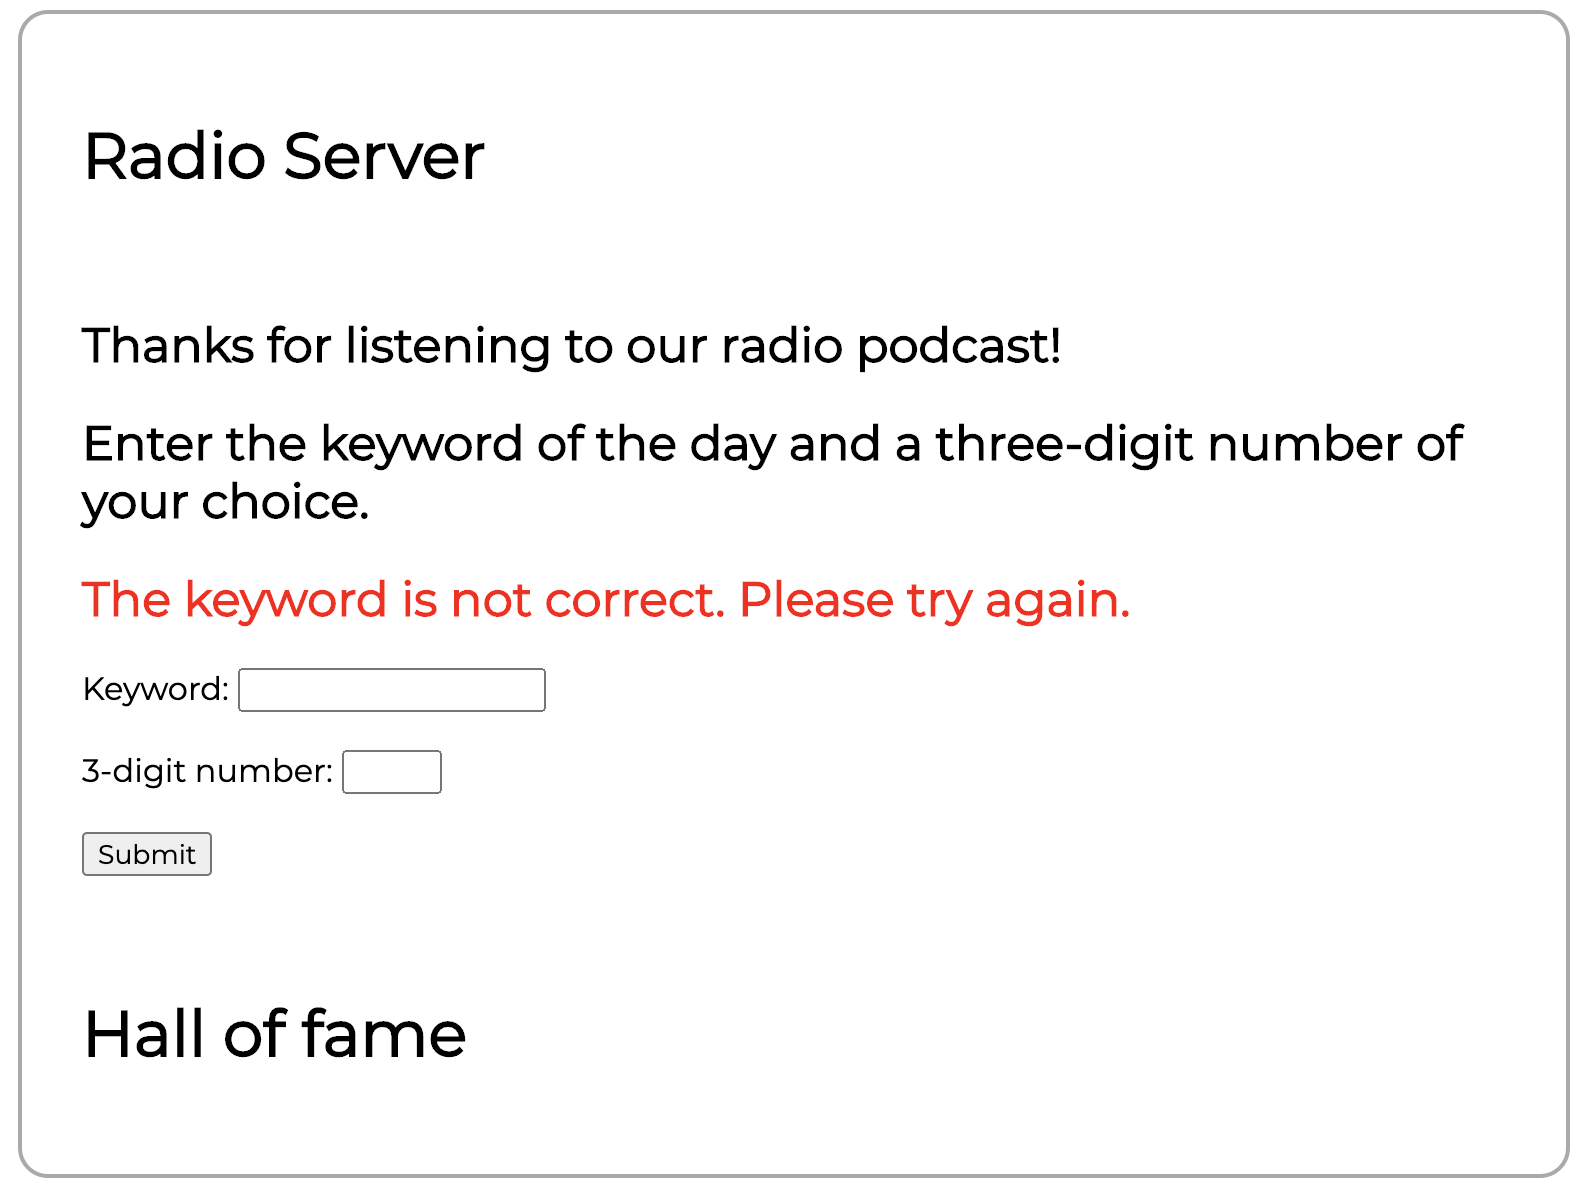 Radio Server
Thanks for listening to our radio podcast!
Enter the keyword of the day and a three-digit number of
your choice.
The keyword is not correct. Please try again.
Keyword:
3-digit number:
Submit
Hall of fame